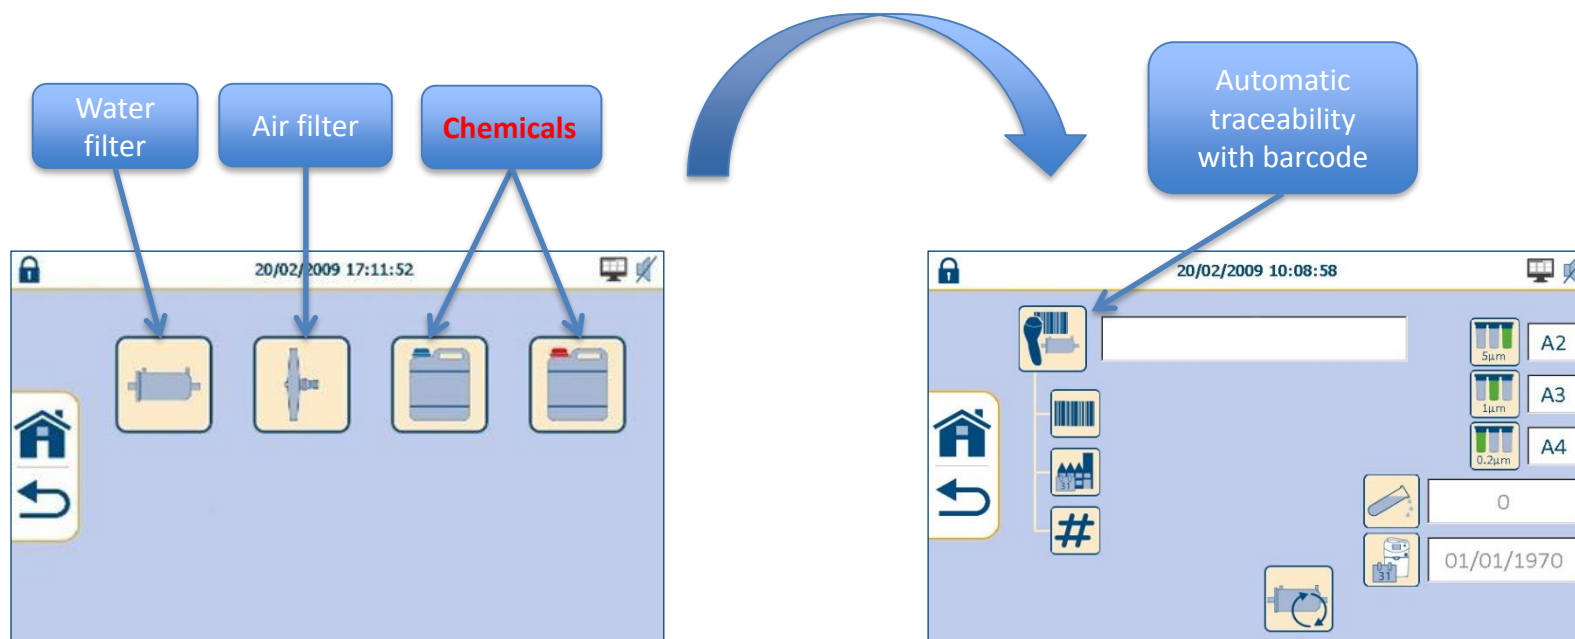 Water
filter
Air filter
Chemicals
Automatic
traceability
with barcode
20/02/2009 17:11:52
20/02/2009 10:08:58
5µm
A2
1µm
A3
31
0.2µm
A4
#
0
31
01/01/1970